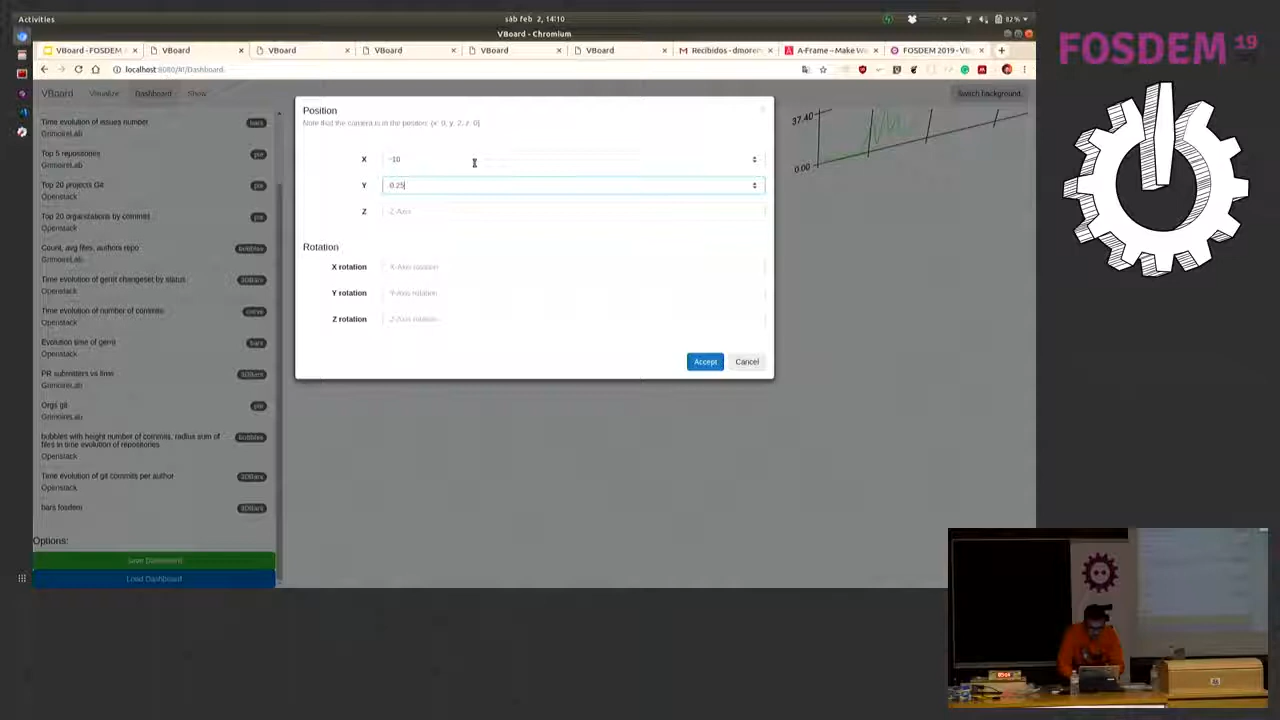 Activities
sáb feb 2, 14:10
82 %
VBoard - Chromium
VBoard - FOSDEM
VBoard
VBoard
VBoard
VBoard
VBoard
Recibidos - dmoren
A-Frame – Make W
FOSDEM 2019 - VB
localhost:8080/#!/Dashboard
VBoard
Visualize
Dashboard
Show
Switch background
FOSDEM 19
Time evolution of issues number
bars
GrimoireLab
Top 5 repositories
pie
GrimoireLab
Top 20 projects Git
pie
Openstack
Top 20 organizations by commits
pie
Openstack
Count, avg files, authors repo
bubbles
GrimoireLab
Time evolution of gerrit changeset by status
3DBars
Openstack
Time evolution of number of commits
curve
Openstack
Evolution time of gerrit
bars
Openstack
PR submitters vs time
3DBars
GrimoireLab
Orgs git
pie
GrimoireLab
bubbles with height number of commits, radius sum of
files in time evolution of repositories
bubbles
Openstack
Time evolution of git commits per author
3DBars
Openstack
bars fosdem
3DBars
Options:
Save Dashboard
Load Dashboard
Position
Note that the camera is in the position: {x: 0, y: 2, z: 0}
X
-10
Y
0.25
Z
Z-Axis
Rotation
X rotation
X-Axis rotation
Y rotation
Y-Axis rotation
Z rotation
Z-Axis rotation
Accept
Cancel
37.40
0.00